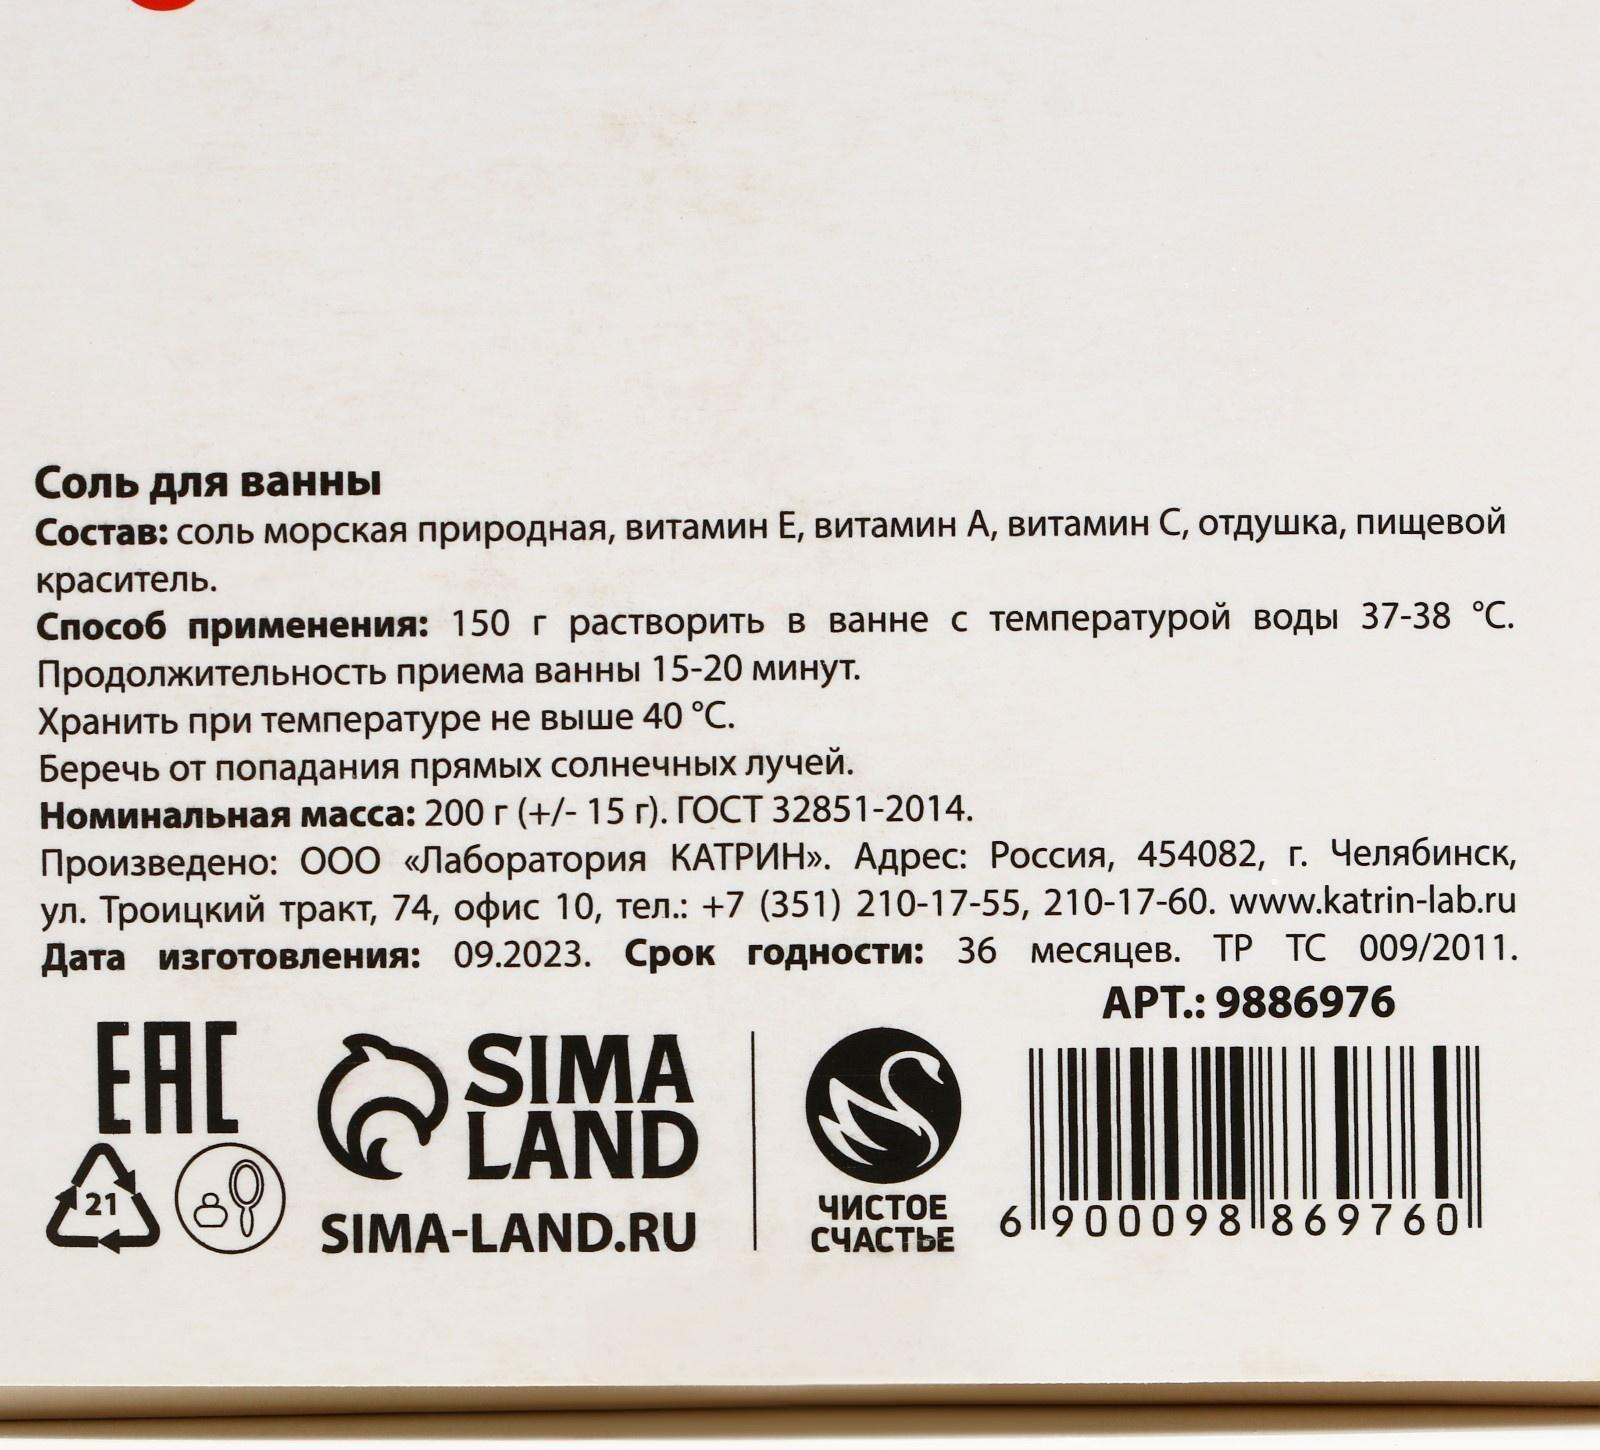 Соль для ванны
Состав: соль морская природная, витамин Е, витамин А, витамин С, отдушка, пищевой
краситель.
Способ применения: 150 г растворить в ванне с температурой воды 37-38 °С.
Продолжительность приема ванны 15-20 минут.
Хранить при температуре не выше 40 °С.
Беречь от попадания прямых солнечных лучей.
Номинальная масса: 200 г (+/- 15 г). ГОСТ 32851-2014.
Произведено: ООО «Лаборатория КАТРИН». Адрес: Россия, 454082, г. Челябинск,
ул. Троицкий тракт, 74, офис 10, тел.: +7 (351) 210-17-55, 210-17-60. www.katrin-lab.ru
Дата изготовления: 09.2023. Срок годности: 36 месяцев. ТР ТС 009/2011.
АРТ.: 9886976
ЕАС
21
SIMA
LAND
SIMA-LAND.RU
ЧИСТОЕ
СЧАСТЬЕ
6 900098 869760